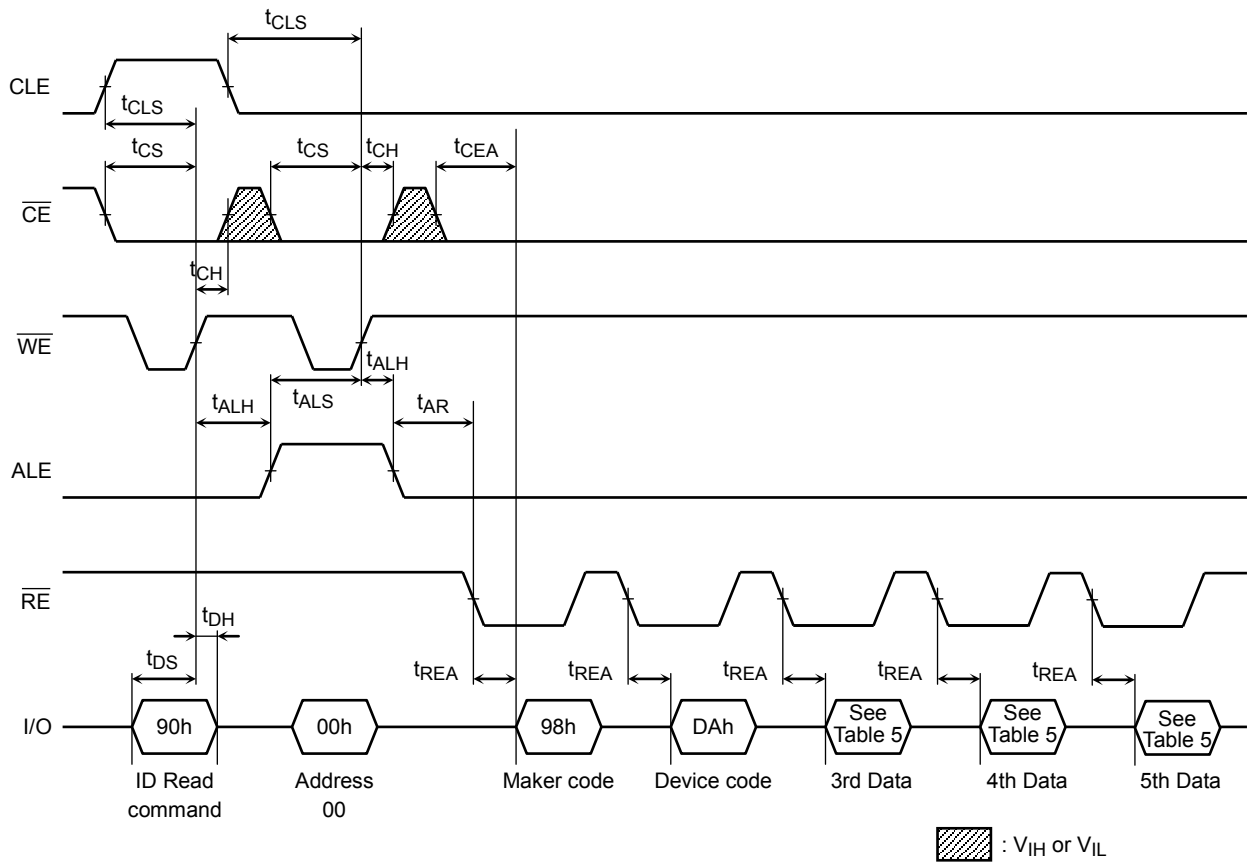 tCLS
CLE
tCLS
tCS
tCS
tCH
tCEA
CE
tCH
WE
tALH
tALH
tALS
tAR
ALE
RE
tDH
tDS
tREA
tREA
tREA
tREA
tREA
I/O
90h
00h
98h
DAh
See
Table 5
See
Table 5
See
Table 5
ID Read
command
Address
00
Maker code
Device code
3rd Data
4th Data
5th Data
: VIH or VIL